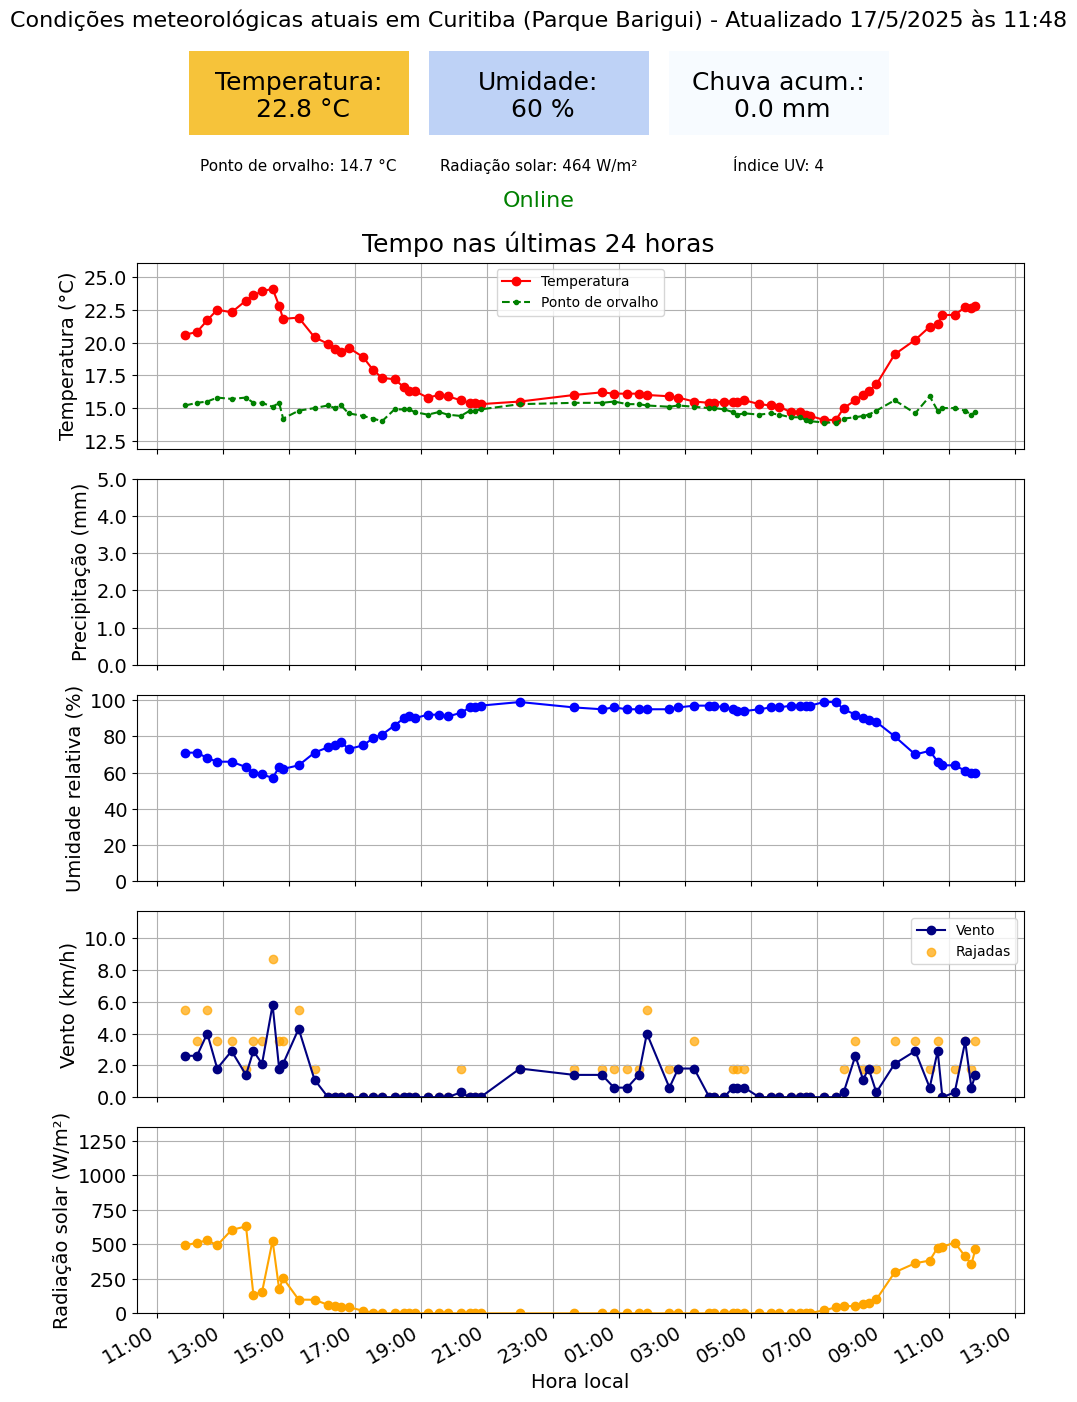 Condições meteorológicas atuais em Curitiba (Parque Barigui) - Atualizado 17/5/2025 às 11:48
Temperatura:
22.8 °C
Umidade:
60 %
Chuva acum.:
0.0 mm
Ponto de orvalho: 14.7 °C
Radiação solar: 464 W/m²
Índice UV: 4
Online
Tempo nas últimas 24 horas
Temperatura (°C)
25.0
22.5
20.0
17.5
15.0
12.5
Temperatura
Ponto de orvalho
Precipitação (mm)
5.0
4.0
3.0
2.0
1.0
0.0
Umidade relativa (%)
100
80
60
40
20
0
Vento (km/h)
10.0
8.0
6.0
4.0
2.0
0.0
Vento
Rajadas
Radiação solar (W/m²)
1250
1000
750
500
250
0
11:00
13:00
15:00
17:00
19:00
21:00
23:00
01:00
03:00
05:00
07:00
09:00
11:00
13:00
Hora local